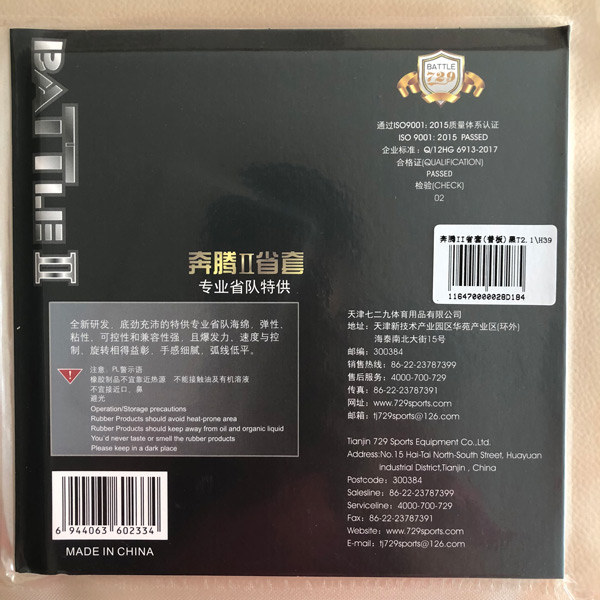 BATTLE II
BATTLE
729
通过ISO9001: 2015质量体系认证
ISO 9001: 2015 PASSED
企业标准: Q/12HG 6913-2017
合格证(QUALIFICATION)
PASSED
检验(CHECK)
02
奔腾II省套(普板)黑T2.1\H39
116470000028D184
奔腾II省套
专业省队特供
全新研发，底劲充沛的特供专业省队海绵，弹性、
粘性，可控性和兼容性强，且爆发力，速度与控
制，旋转相得益彰，手感细腻，弧线低平。
注意，PL警示语
橡胶制品不宜靠近热源 不能接触油及有机溶液
不宜接近口，鼻
避光
Operation/Storage precautions
Rubber Products should avoid heat-prone area
Rubber Products should keep away from oil and organic liquid
You'd never taste or smell the rubber products
Please keep in a dark place
天津七二九体育用品有限公司
地址：天津新技术产业园区华苑产业区(环外)
海泰南北大街15号
邮编：300384
销售热线：86-22-23787399
售后服务：4000-700-729
传真：86-22-23787391
网址：www.729sports.com
邮箱：tj729sports@126.com
Tianjin 729 Sports Equipment Co.,Ltd.
Address:No.15 Hai-Tai North-South Street, Huayuan
industrial District,Tianjin , China
Postcode: 300384
Salesline: 86-22-23787399
Serviceline: 4000-700-729
Fax: 86-22-23787391
Website: www.729sports.com
E-mail: tj729sports@126.com
6 944063 602334
MADE IN CHINA